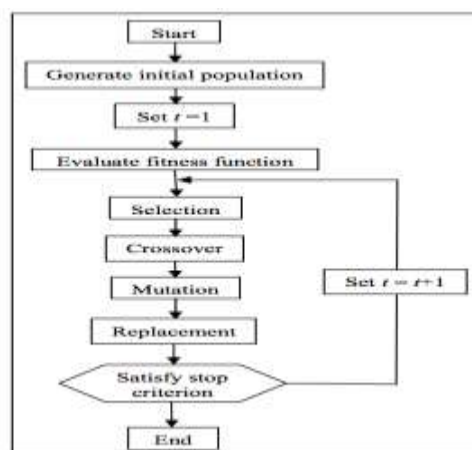 Start
Generate initial population
Set t =1
Evaluate fitness function
Selection
Crossover
Mutation
Set t = t+1
Replacement
Satisfy stop
criterion
End